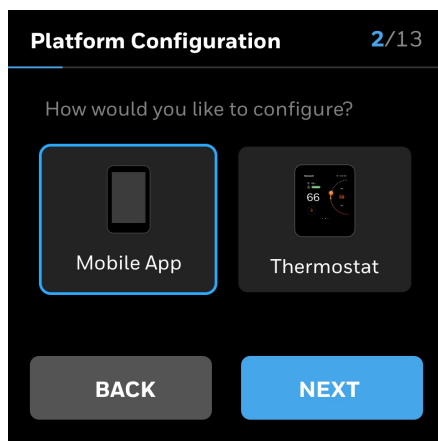 Platform Configuration 2/13
How would you like to configure?
66
Mobile App Thermostat
BACK NEXT